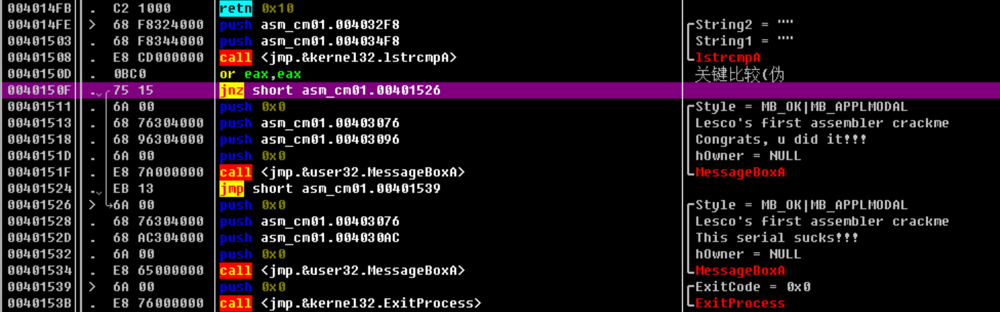 004014FB . C2 1000 retn 0x10
004014FE > 68 F8324000 push asm_cm01.004032F8 String2 = ""
00401503 . 68 F8344000 push asm_cm01.004034F8 String1 = ""
00401508 . E8 CD000000 call <jmp.&kernel32.lstrcmpA> lstrcmpA
0040150D . 0BC0 or eax,eax 关键比较(伪
0040150F . 75 15 jnz short asm_cm01.00401526
00401511 . 6A 00 push 0x0 Style = MB_OK|MB_APPLMODAL
00401513 . 68 76304000 push asm_cm01.00403076 Lesco's first assembler crackme
00401518 . 68 96304000 push asm_cm01.00403096 Congrats, u did it!!!
0040151D . 6A 00 push 0x0 hOwner = NULL
0040151F . E8 7A000000 call <jmp.&user32.MessageBoxA> MessageBoxA
00401524 . EB 13 jmp short asm_cm01.00401539
00401526 > 6A 00 push 0x0 Style = MB_OK|MB_APPLMODAL
00401528 . 68 76304000 push asm_cm01.00403076 Lesco's first assembler crackme
0040152D . 68 AC304000 push asm_cm01.004030AC This serial sucks!!!
00401532 . 6A 00 push 0x0 hOwner = NULL
00401534 . E8 65000000 call <jmp.&user32.MessageBoxA> MessageBoxA
00401539 > 6A 00 push 0x0 ExitCode = 0x0
0040153B . E8 76000000 call <jmp.&kernel32.ExitProcess> ExitProcess